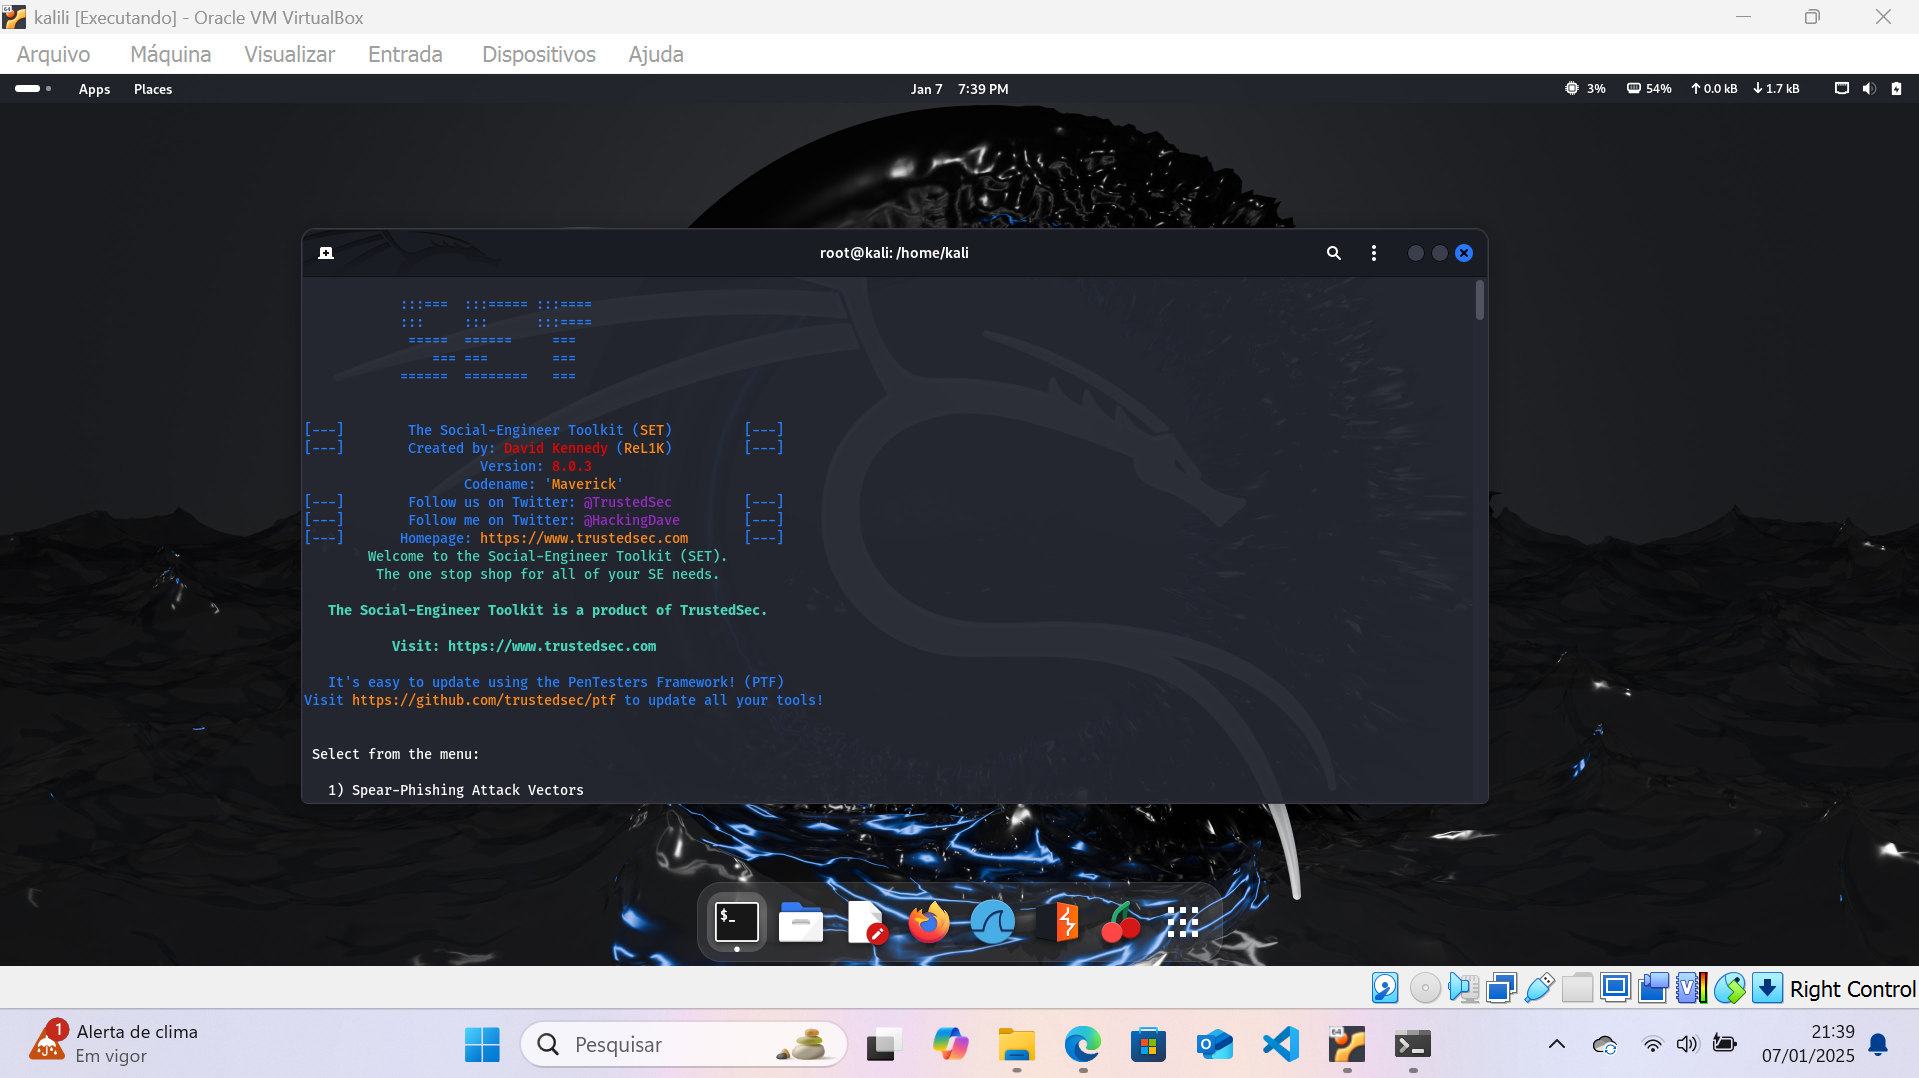 kalili [Executando] - Oracle VM VirtualBox
Arquivo Máquina Visualizar Entrada Dispositivos Ajuda
Apps Places Jan 7 7:39 PM 3% 54% ↑ 0.0 kB ↓ 1.7 kB
root@kali: /home/kali
:::===  :::===== :::====
:::     :::      :::====
 =====  ======     ===
    === ===        ===
======  ========   ===
[---] The Social-Engineer Toolkit (SET) [---]
[---] Created by: David Kennedy (ReL1K) [---]
Version: 8.0.3
Codename: 'Maverick'
[---] Follow us on Twitter: @TrustedSec [---]
[---] Follow me on Twitter: @HackingDave [---]
[---] Homepage: https://www.trustedsec.com [---]
Welcome to the Social-Engineer Toolkit (SET).
The one stop shop for all of your SE needs.
The Social-Engineer Toolkit is a product of TrustedSec.
Visit: https://www.trustedsec.com
It's easy to update using the PenTesters Framework! (PTF)
Visit https://github.com/trustedsec/ptf to update all your tools!
Select from the menu:
1) Spear-Phishing Attack Vectors
$_
Right Control
1 Alerta de clima
Em vigor
Pesquisar
64
21:39
07/01/2025